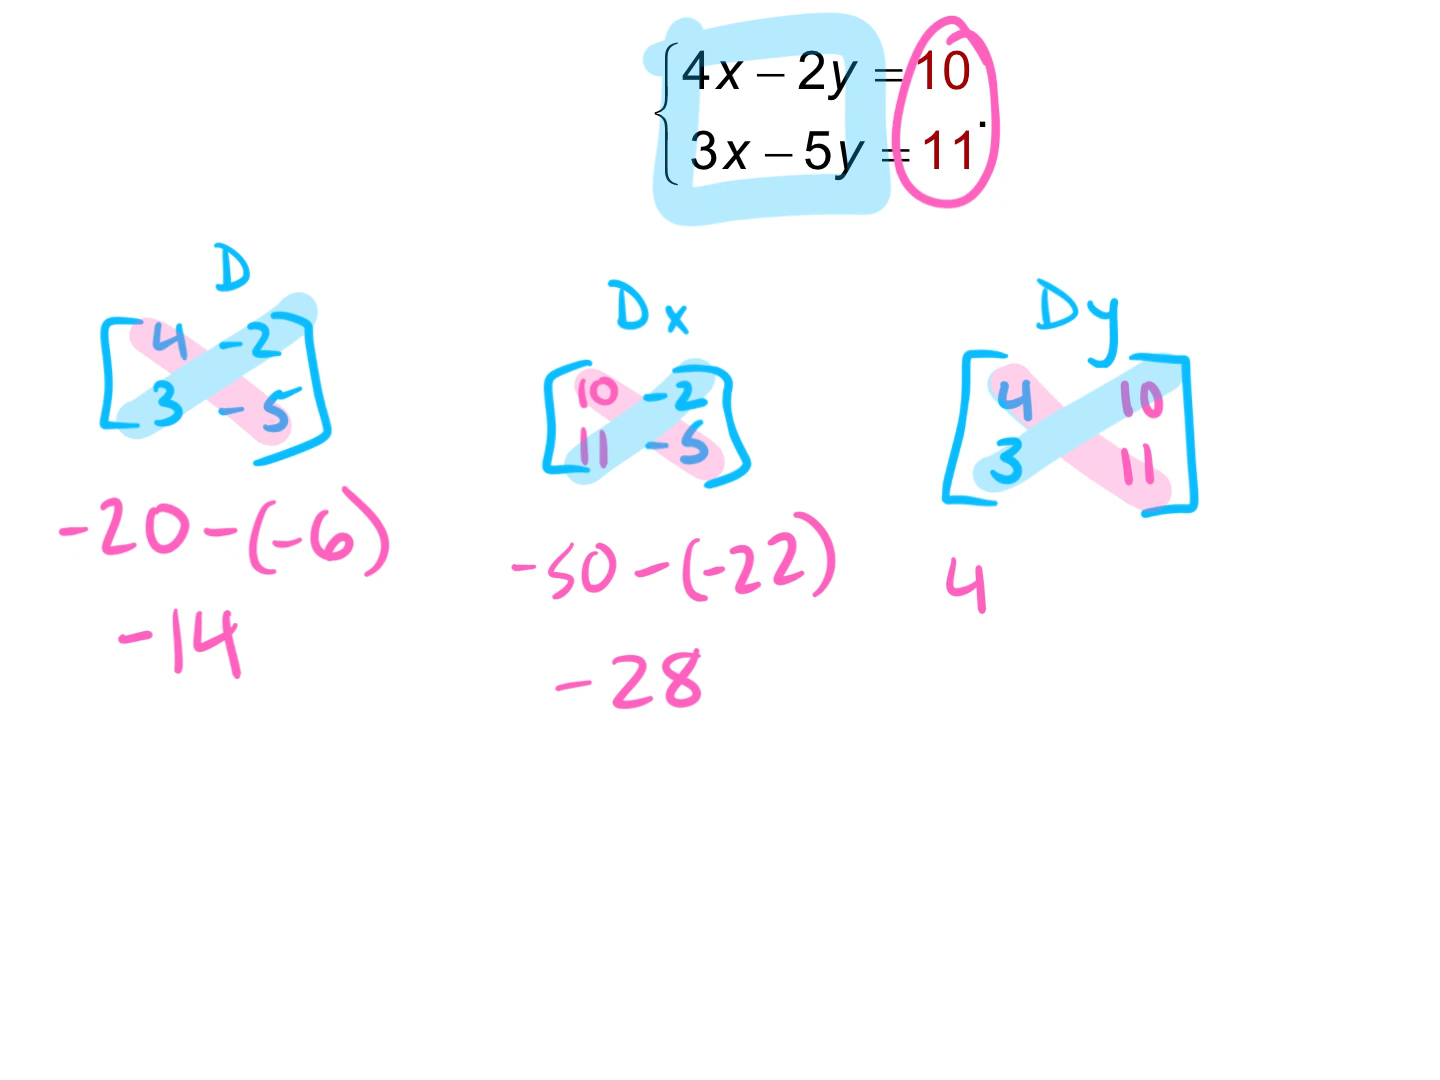 4x − 2y = 10
3x − 5y = 11.
D
4 -2
3 -5
-20-(-6)
-14
Dx
10 -2
11 -5
-50-(-22)
-28
Dy
4 10
3 11
4